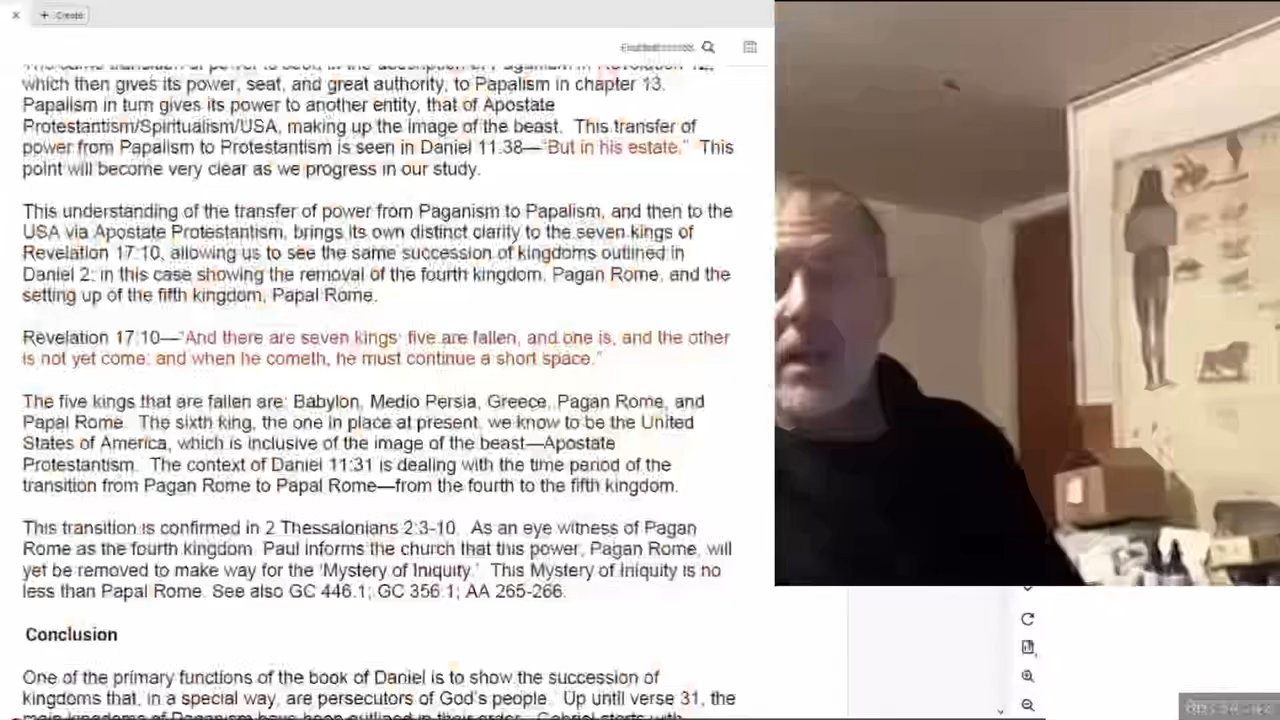 + Create
which then gives its power, seat, and great authority, to Papalism in chapter 13.
Papalism in turn gives its power to another entity, that of Apostate
Protestantism/Spiritualism/USA, making up the image of the beast. This transfer of
power from Papalism to Protestantism is seen in Daniel 11:38—"But in his estate." This
point will become very clear as we progress in our study.
This understanding of the transfer of power from Paganism to Papalism, and then to the
USA via Apostate Protestantism, brings its own distinct clarity to the seven kings of
Revelation 17:10, allowing us to see the same succession of kingdoms outlined in
Daniel 2; in this case showing the removal of the fourth kingdom, Pagan Rome, and the
setting up of the fifth kingdom, Papal Rome.
Revelation 17:10—"And there are seven kings: five are fallen, and one is, and the other
is not yet come; and when he cometh, he must continue a short space."
The five kings that are fallen are: Babylon, Medio Persia, Greece, Pagan Rome, and
Papal Rome. The sixth king, the one in place at present, we know to be the United
States of America, which is inclusive of the image of the beast—Apostate
Protestantism. The context of Daniel 11:31 is dealing with the time period of the
transition from Pagan Rome to Papal Rome—from the fourth to the fifth kingdom.
This transition is confirmed in 2 Thessalonians 2:3-10. As an eye witness of Pagan
Rome as the fourth kingdom, Paul informs the church that this power, Pagan Rome, will
yet be removed to make way for the 'Mystery of Iniquity.' This Mystery of Iniquity is no
less than Papal Rome. See also GC 446.1; GC 356.1; AA 265-266.
Conclusion
One of the primary functions of the book of Daniel is to show the succession of
kingdoms that, in a special way, are persecutors of God's people. Up until verse 31, the
main kingdoms of Paganism have been outlined in their order. Gabriel starts with